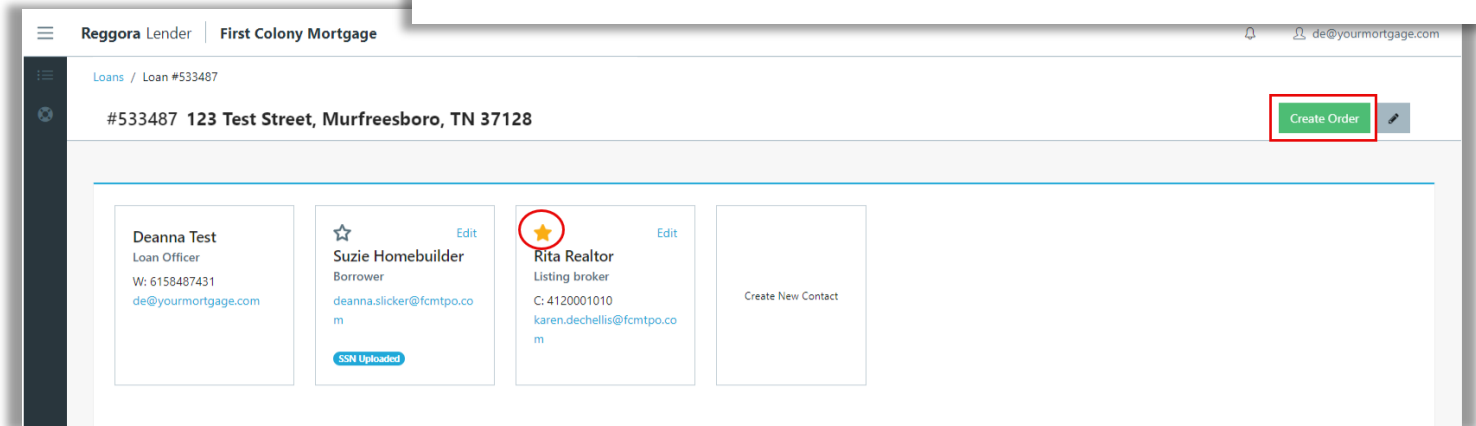 Reggora Lender First Colony Mortgage de@yourmortgage.com
Loans / Loan #533487
#533487 123 Test Street, Murfreesboro, TN 37128 Create Order
Deanna Test
Loan Officer
W: 6158487431
de@yourmortgage.com
Edit
Suzie Homebuilder
Borrower
deanna.slicker@fcmtpo.co
m
SSN Uploaded
Edit
Rita Realtor
Listing broker
C: 4120001010
karen.dechellis@fcmtpo.co
m
Create New Contact